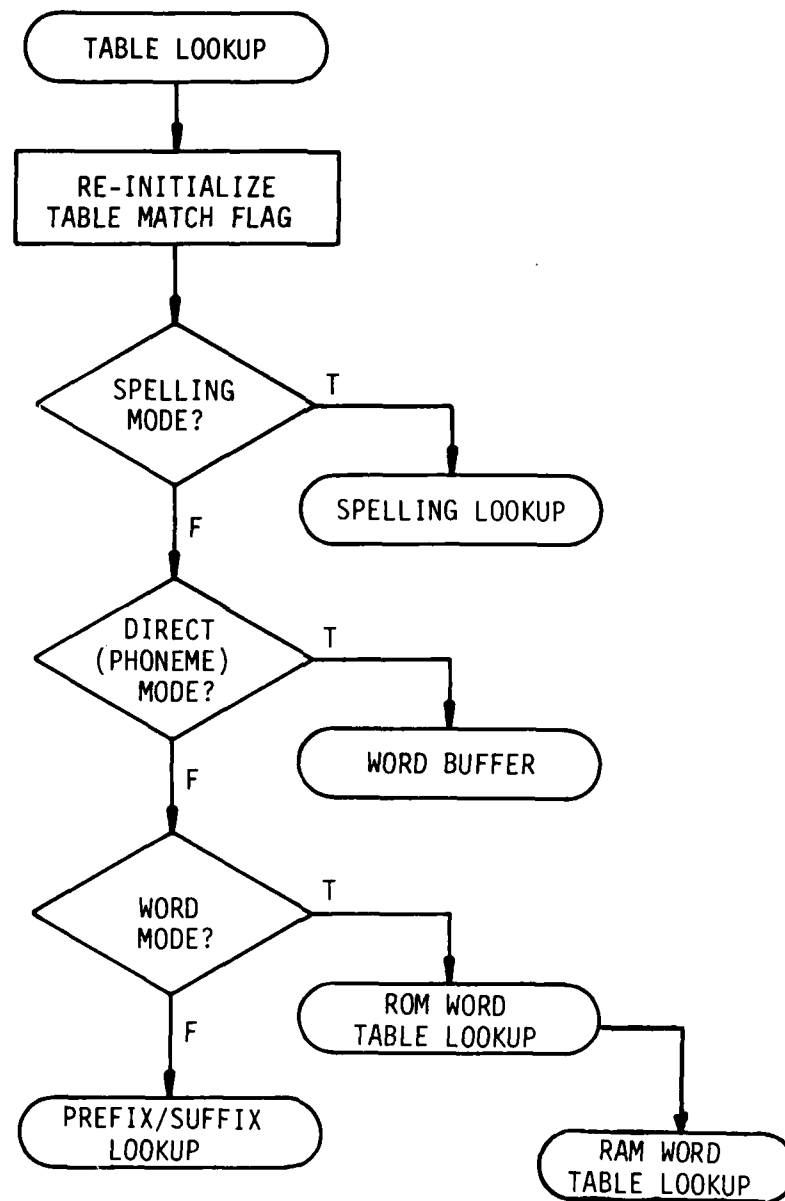 TABLE LOOKUP
RE-INITIALIZE
TABLE MATCH FLAG
SPELLING
MODE?
T
SPELLING LOOKUP
F
DIRECT
(PHONEME)
MODE?
T
WORD BUFFER
F
WORD
MODE?
T
ROM WORD
TABLE LOOKUP
F
PREFIX/SUFFIX
LOOKUP
RAM WORD
TABLE LOOKUP